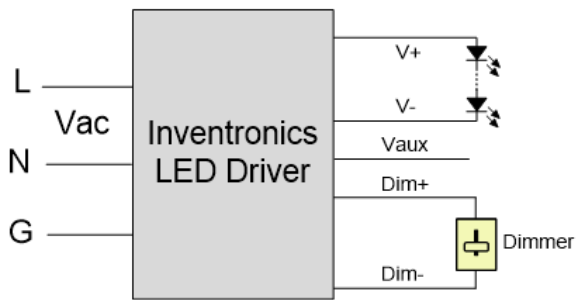 L
Vac
N
G
Inventronics
LED Driver
V+
V-
Vaux
Dim+
Dimmer
Dim-